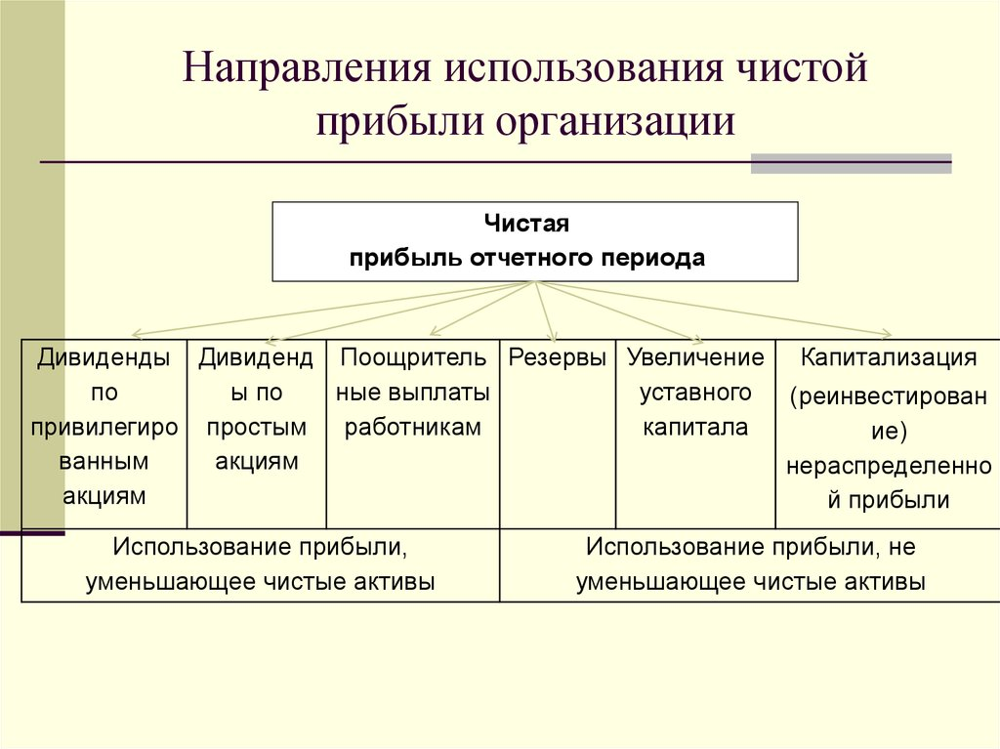 Направления использования чистой
прибыли организации
Чистая
прибыль отчетного периода
Дивиденды
по
привилегиро
ванным
акциям
Дивиденд
ы по
простым
акциям
Поощритель
ные выплаты
работникам
Резервы
Увеличение
уставного
капитала
Капитализация
(реинвестирован
ие)
нераспределенно
й прибыли
Использование прибыли,
уменьшающее чистые активы
Использование прибыли, не
уменьшающее чистые активы